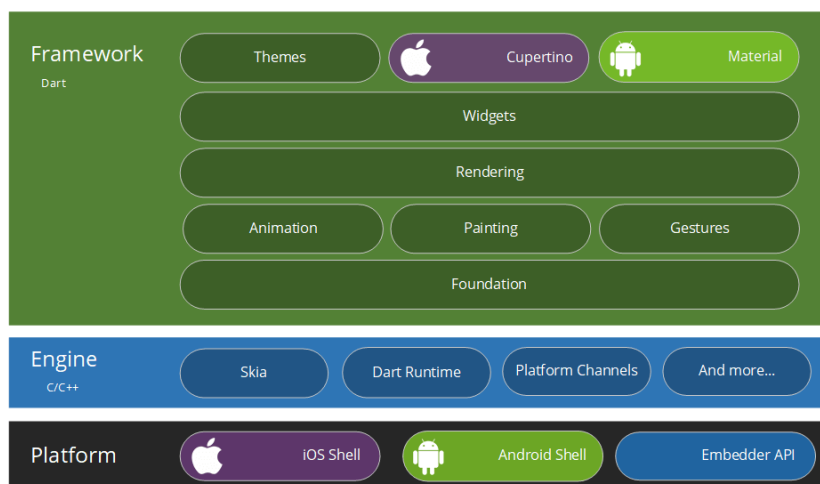 Framework
Dart
Themes
Cupertino
Material
Widgets
Rendering
Animation
Painting
Gestures
Foundation
Engine
C/C++
Skia
Dart Runtime
Platform Channels
And more...
Platform
iOS Shell
Android Shell
Embedder API